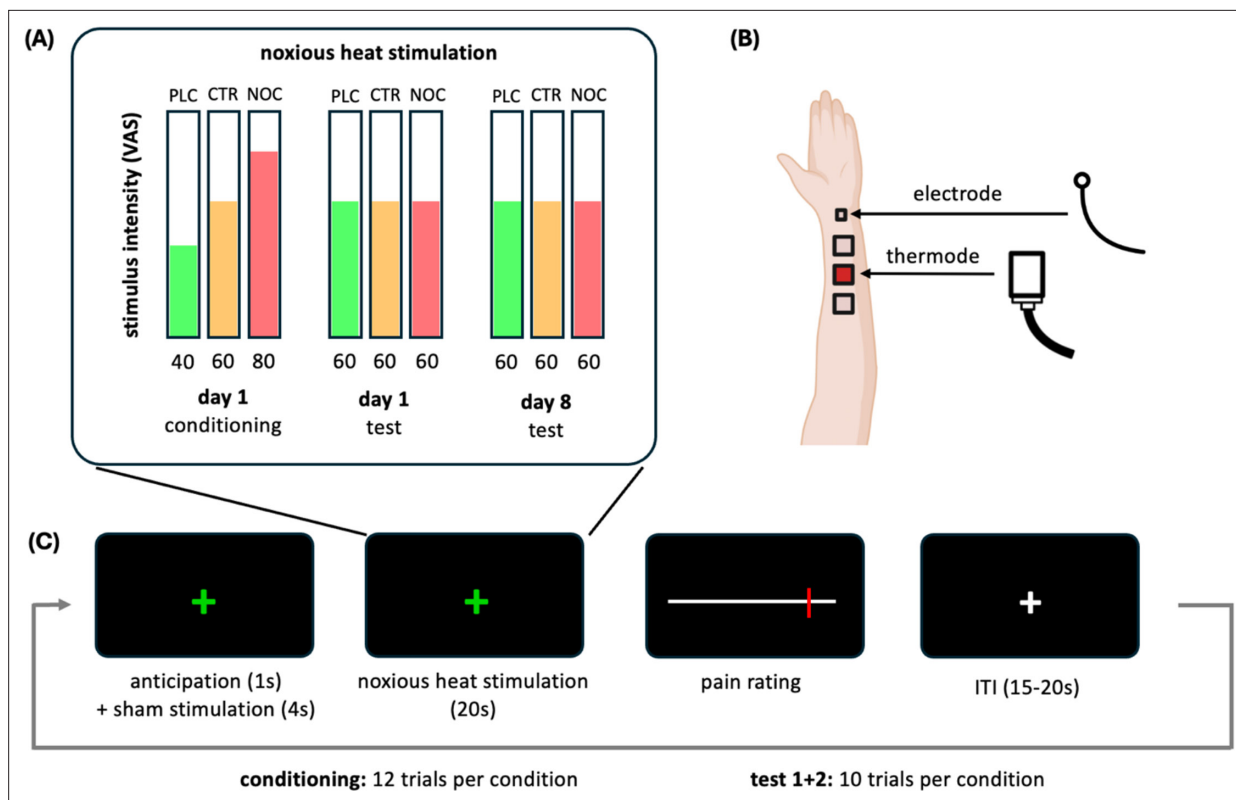 (A)
noxious heat stimulation
PLC CTR NOC PLC CTR NOC PLC CTR NOC
stimulus intensity (VAS)
40 60 80 60 60 60 60 60 60
day 1 day 1 day 8
conditioning test test
(B)
electrode
thermode
(C)
anticipation (1s)
+ sham stimulation (4s)
noxious heat stimulation
(20s)
pain rating
ITI (15-20s)
conditioning: 12 trials per condition
test 1+2: 10 trials per condition